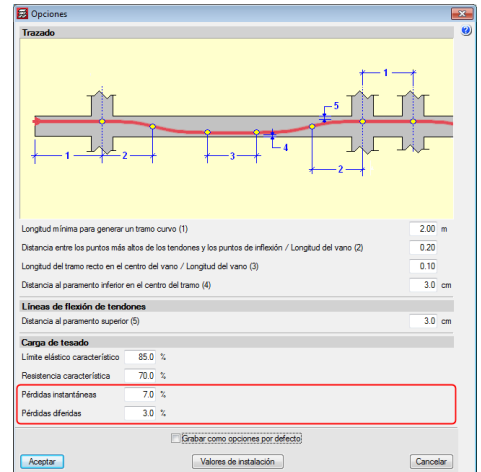 Opciones
Trazado
1
5
1
2
3
4
2
Longitud mínima para generar un tramo curvo (1) 2.00 m
Distancia entre los puntos más altos de los tendones y los puntos de inflexión / Longitud del vano (2) 0.20
Longitud del tramo recto en el centro del vano / Longitud del vano (3) 0.10
Distancia al paramento inferior en el centro del tramo (4) 3.0 cm
Líneas de flexión de tendones
Distancia al paramento superior (5) 3.0 cm
Carga de tesado
Límite elástico característico 85.0 %
Resistencia característica 70.0 %
Pérdidas instantáneas 7.0 %
Pérdidas diferidas 3.0 %
Grabar como opciones por defecto
Aceptar Valores de instalación Cancelar